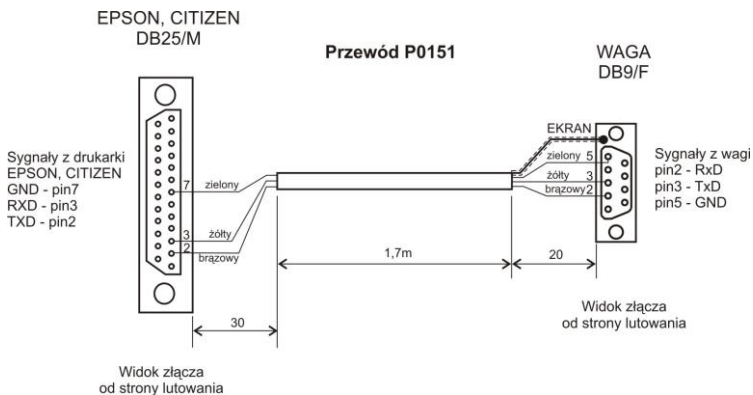 EPSON, CITIZEN
DB25/M
Przewód P0151
WAGA
DB9/F
EKRAN
Sygnały z drukarki
EPSON, CITIZEN
GND - pin7
RXD - pin3
TXD - pin2
7 zielony
3 żółty
2 brązowy
zielony 5
żółty 3
brązowy 2
Sygnały z wagi
pin2 - RxD
pin3 - TxD
pin5 - GND
1,7m
20
30
Widok złącza
od strony lutowania
Widok złącza
od strony lutowania